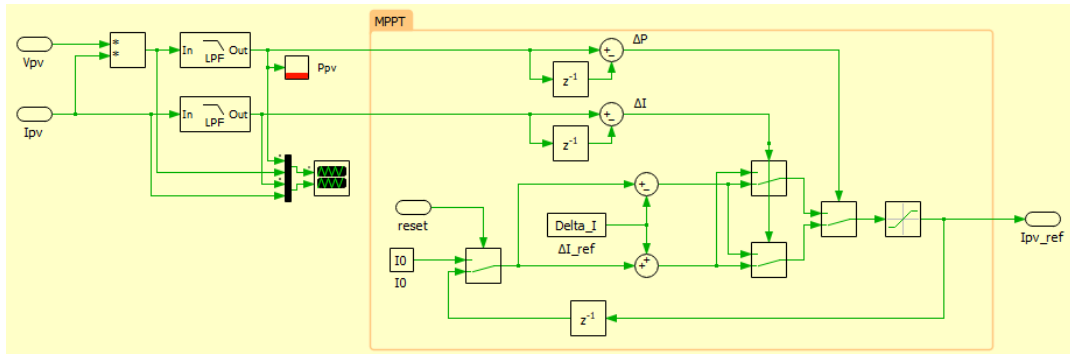 MPPT
Vpv
*
*
In
LPF
Out
Ppv
+
-
ΔP
z-1
Ipv
In
LPF
Out
+
-
ΔI
z-1
reset
I0
I0
Delta_I
ΔI_ref
+
-
+
+
Ipv_ref
z-1